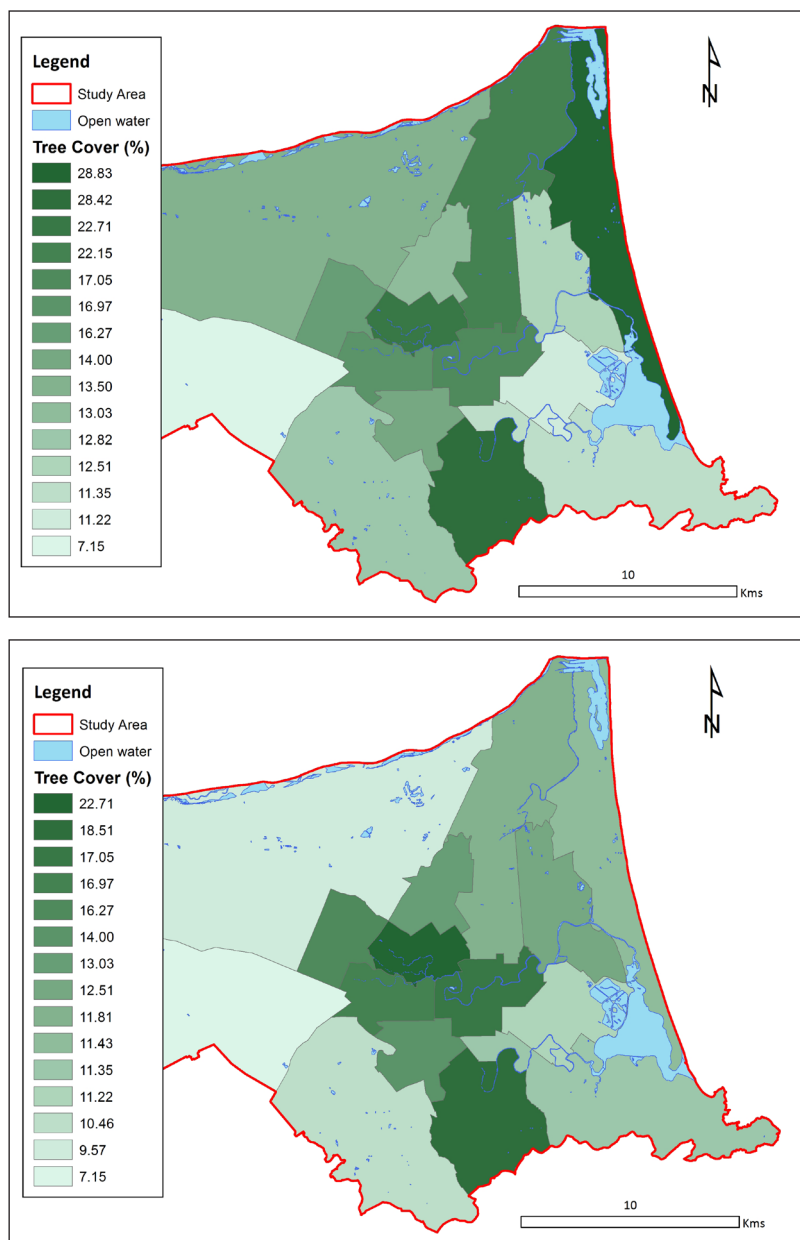 Legend
Study Area
Open water
Tree Cover (%)
28.83
28.42
22.71
22.15
17.05
16.97
16.27
14.00
13.50
13.03
12.82
12.51
11.35
11.22
7.15
N
10
Kms
Legend
Study Area
Open water
Tree Cover (%)
22.71
18.51
17.05
16.97
16.27
14.00
13.03
12.51
11.81
11.43
11.35
11.22
10.46
9.57
7.15
N
10
Kms